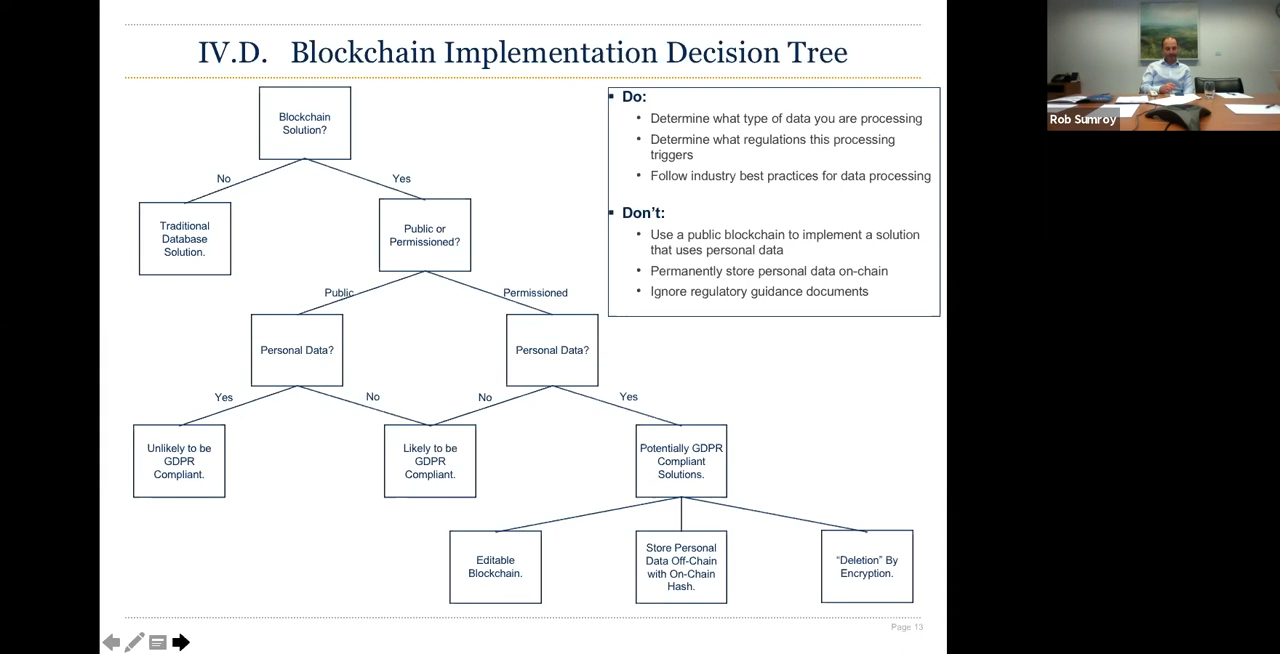 IV.D. Blockchain Implementation Decision Tree
Blockchain
Solution?
No
Yes
Traditional
Database
Solution.
Public or
Permissioned?
Public
Permissioned
Personal Data?
Personal Data?
Yes
No
No
Yes
Unlikely to be
GDPR
Compliant.
Likely to be
GDPR
Compliant.
Potentially GDPR
Compliant
Solutions.
Editable
Blockchain.
Store Personal
Data Off-Chain
with On-Chain
Hash.
“Deletion” By
Encryption.
▪ Do:
• Determine what type of data you are processing
• Determine what regulations this processing
triggers
• Follow industry best practices for data processing
▪ Don’t:
• Use a public blockchain to implement a solution
that uses personal data
• Permanently store personal data on-chain
• Ignore regulatory guidance documents
Page 13
Rob Sumroy